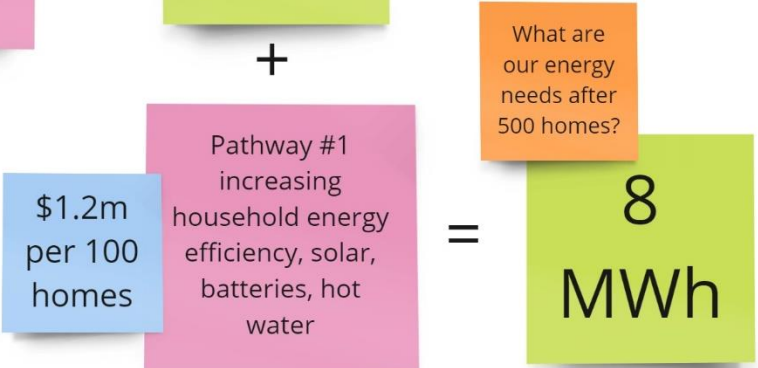 +
What are
our energy
needs after
500 homes?
$1.2m
per 100
homes
Pathway #1
increasing
household energy
efficiency, solar,
batteries, hot
water
=
8
MWh